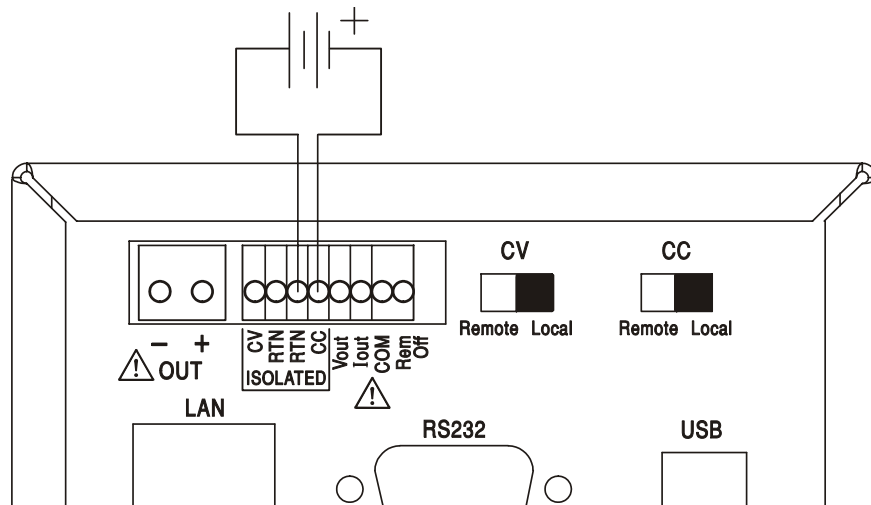 +
CV CC
Remote Local Remote Local
− +
OUT
CV RTN RTN CC Vout Iout COM Rem Off
ISOLATED
!
!
LAN
RS232
USB